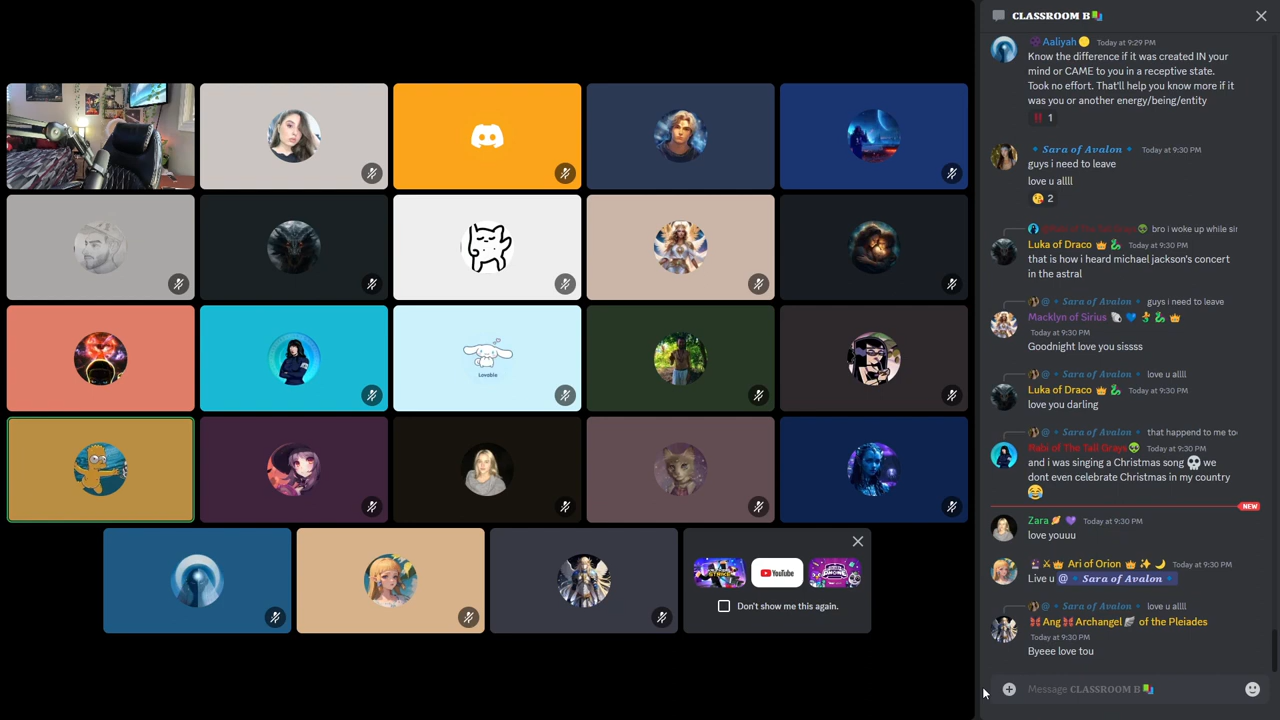 CLASSROOM B
Aaliyah Today at 9:29 PM
Know the difference if it was created IN your
mind or CAME to you in a receptive state.
Took no effort. That'll help you know more if it
was you or another energy/being/entity
1
Sara of Avalon Today at 9:30 PM
guys i need to leave
love u allll
2
bro i woke up while sir
Luka of Draco Today at 9:30 PM
that is how i heard michael jackson's concert
in the astral
@ Sara of Avalon guys i need to leave
Macklyn of Sirius
Today at 9:30 PM
Goodnight love you sissss
@ Sara of Avalon love u allll
Luka of Draco Today at 9:30 PM
love you darling
@ Sara of Avalon that happend to me to
Rabi of The Tall Grays Today at 9:30 PM
and i was singing a Christmas song we
dont even celebrate Christmas in my country
NEW
Zara Today at 9:30 PM
love youuu
Ari of Orion Today at 9:30 PM
Live u @ Sara of Avalon
@ Sara of Avalon love u allll
Ang Archangel of the Pleiades
Today at 9:30 PM
Byeee love tou
Message CLASSROOM B
Lovable
YouTube
Don't show me this again.